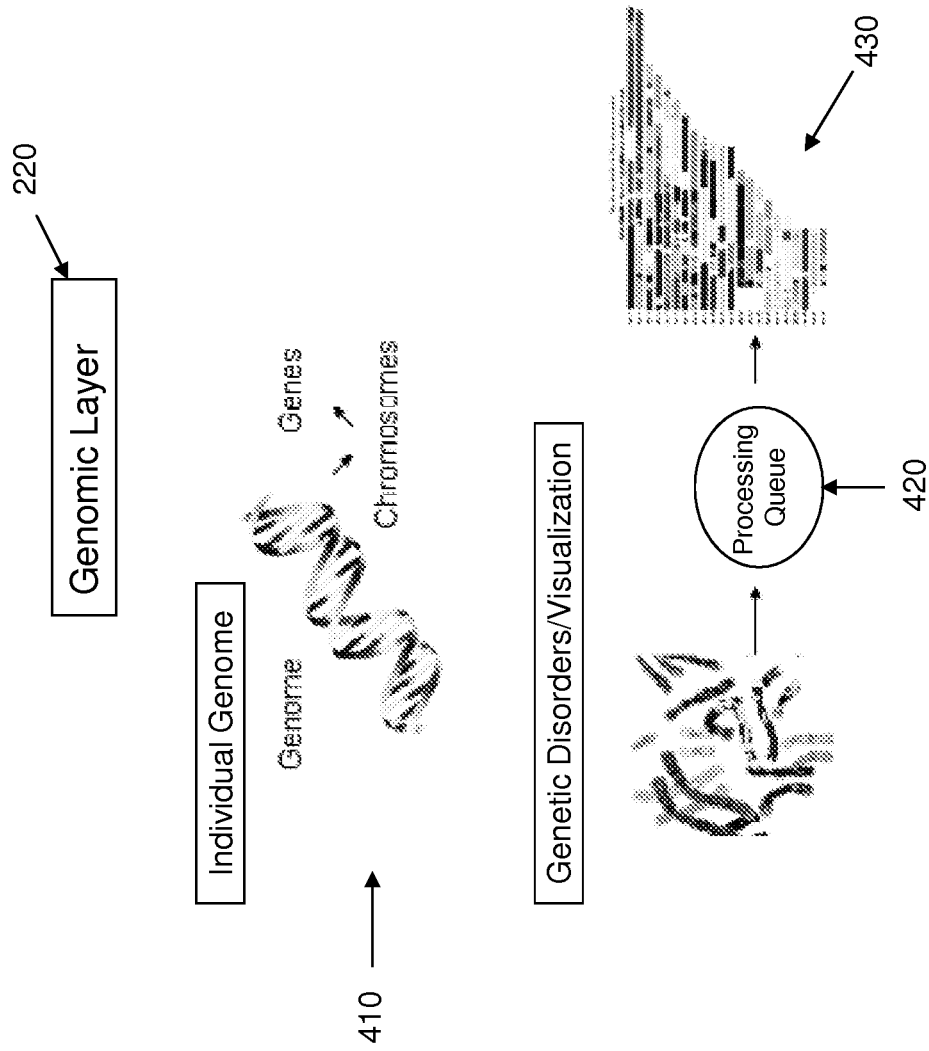 Genomic Layer
220
Individual Genome
Genome
Genes
Chromosomes
410
Genetic Disorders/Visualization
Processing
Queue
420
430